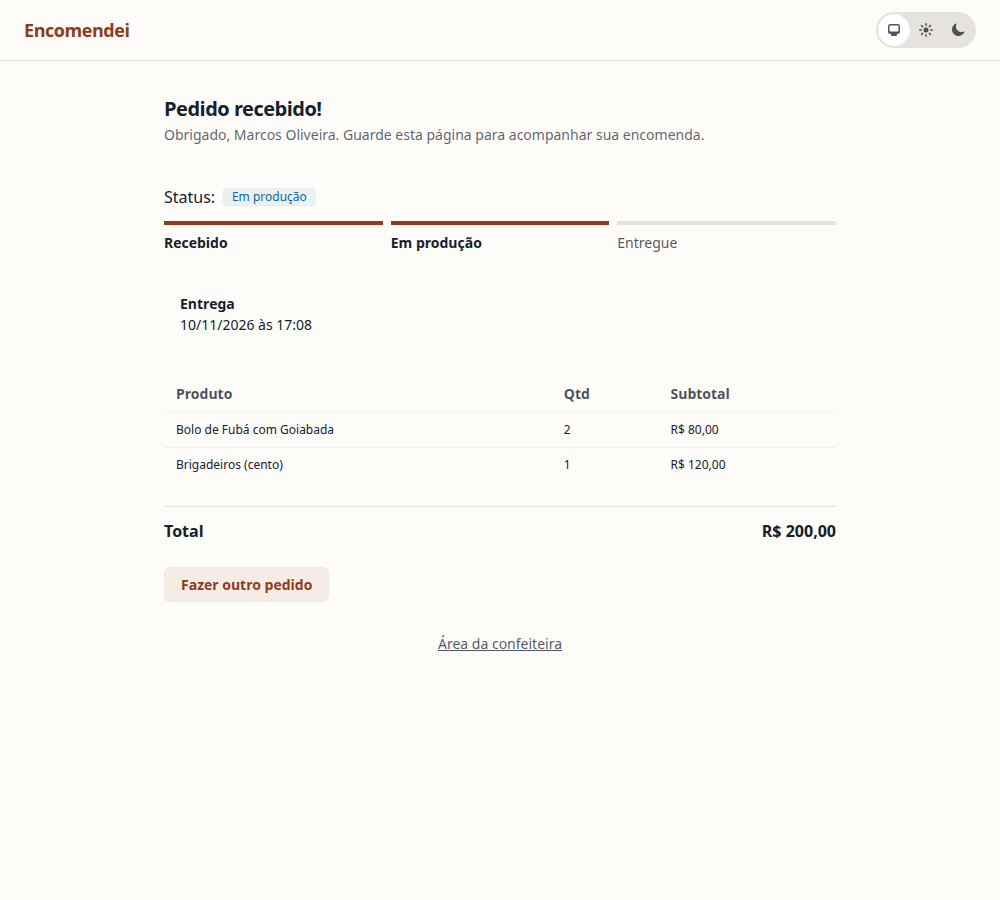 Encomendei
Pedido recebido!
Obrigado, Marcos Oliveira. Guarde esta página para acompanhar sua encomenda.
Status: Em produção
Recebido Em produção Entregue
Entrega
10/11/2026 às 17:08
Produto Qtd Subtotal
Bolo de Fubá com Goiabada 2 R$ 80,00
Brigadeiros (cento) 1 R$ 120,00
Total R$ 200,00
Fazer outro pedido
Área da confeiteira